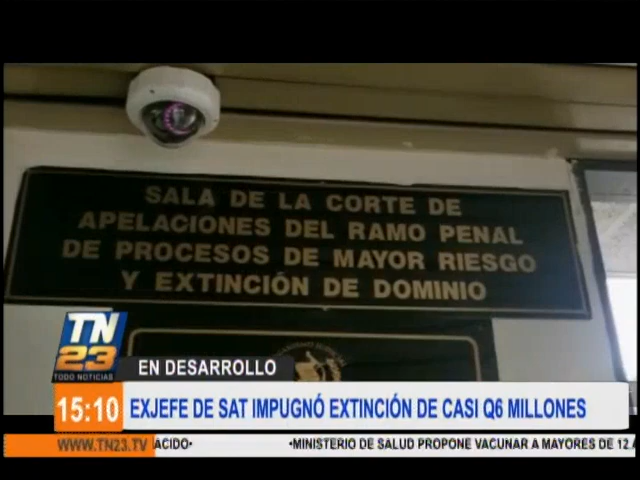 SALA DE LA CORTE DE
APELACIONES DEL RAMO PENAL
DE PROCESOS DE MAYOR RIESGO
Y EXTINCIÓN DE DOMINIO
TN
23
TODO NOTICIAS
EN DESARROLLO
15:10 EXJEFE DE SAT IMPUGNÓ EXTINCIÓN DE CASI Q6 MILLONES
WWW.TN23.TV ACIDO• •MINISTERIO DE SALUD PROPONE VACUNAR A MAYORES DE 12 A